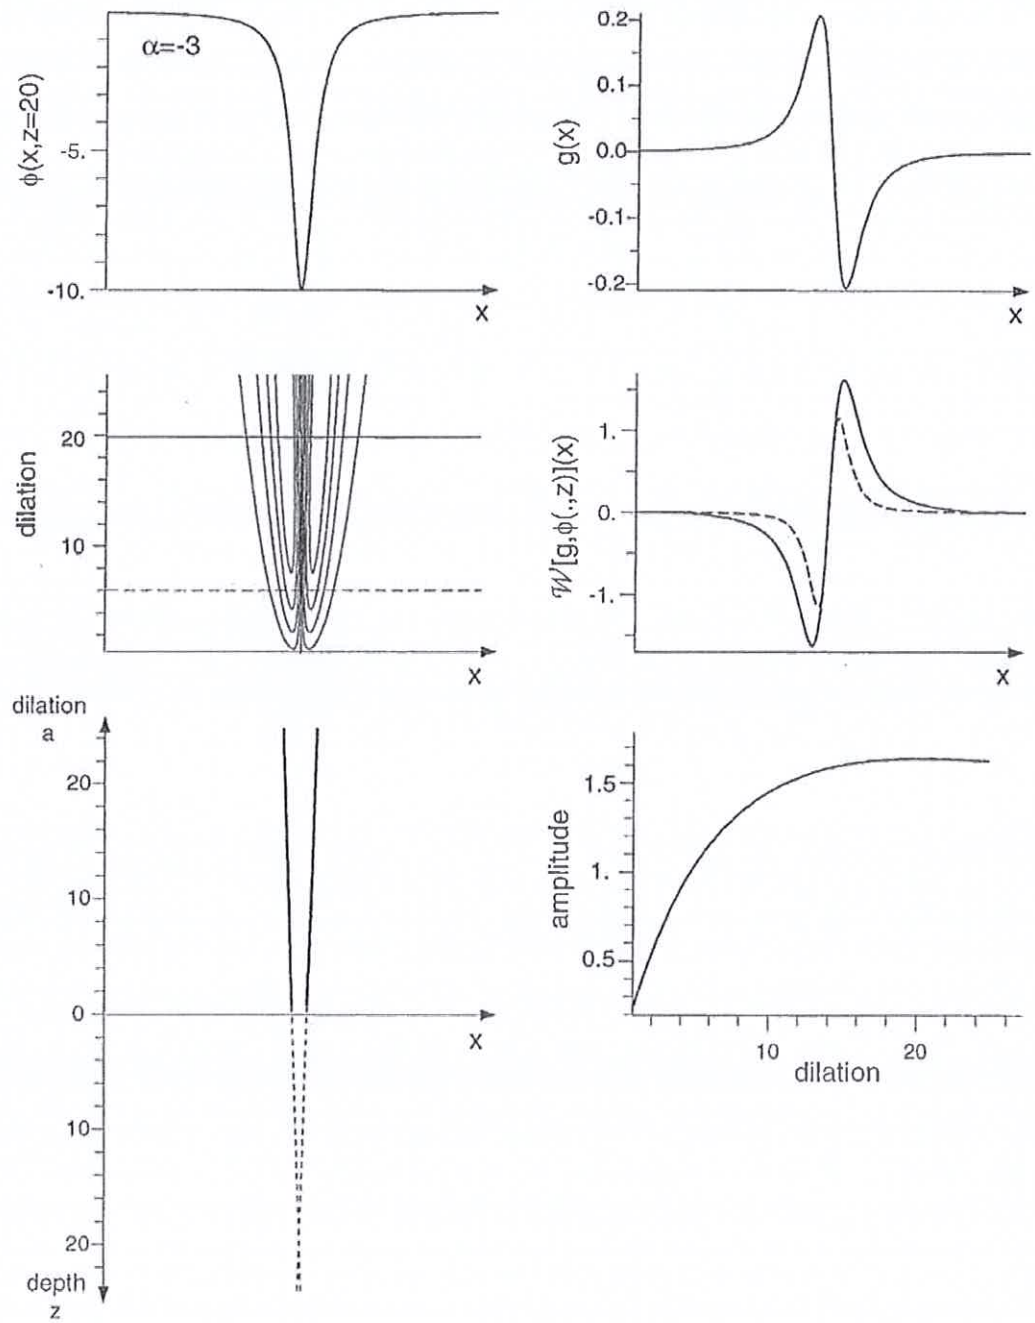 ϕ(x,z=20)
α=-3
-5.
-10.
x
g(x)
0.2
0.1
0.0
-0.1
-0.2
x
dilation
20
10
x
𝒲[g,ϕ(.,z)](x)
1.
0.
-1.
x
dilation
a
20
10
0
x
10
20
depth
z
amplitude
1.5
1.
0.5
10
20
dilation